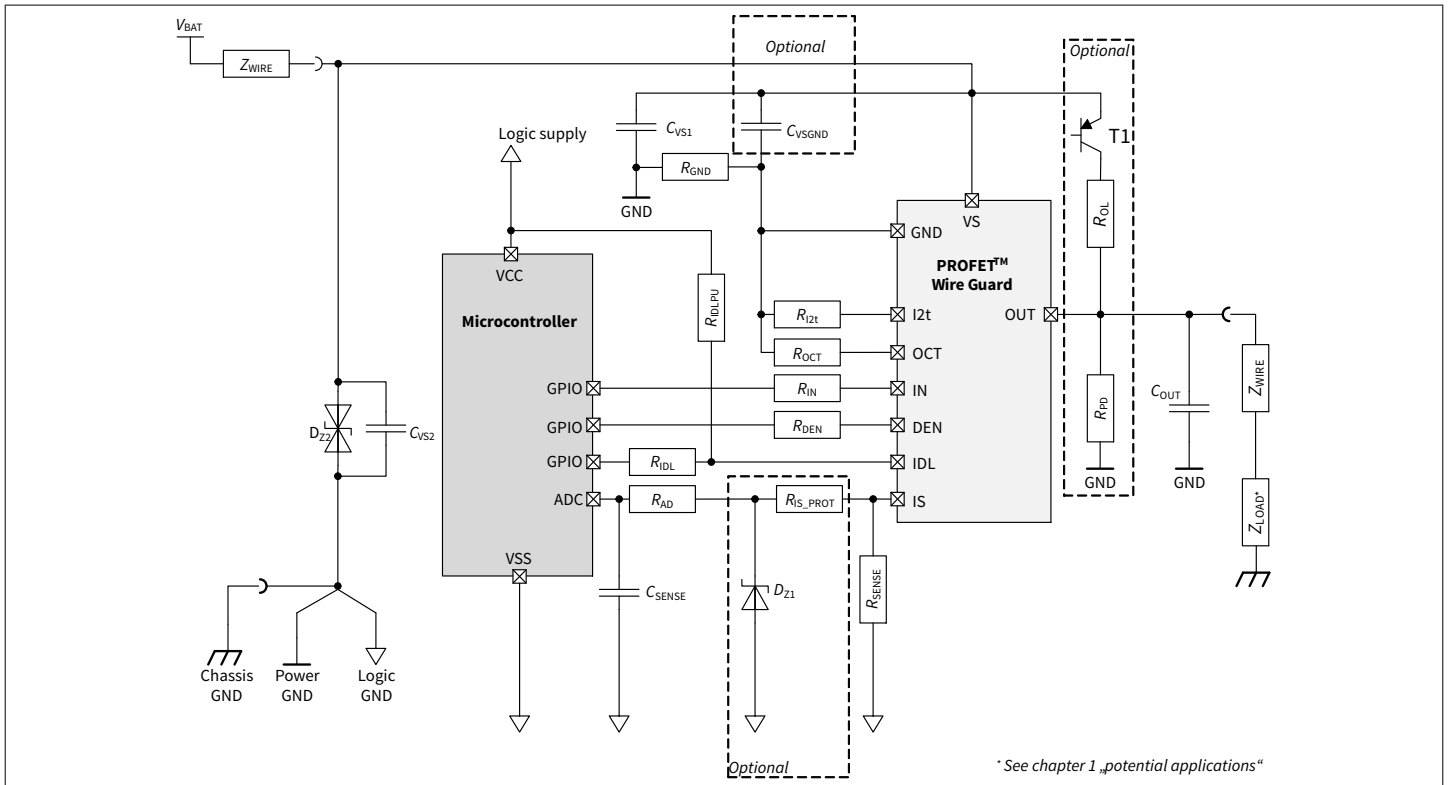 VBAT
ZWIRE
Optional
Optional
CVS1
CVSGND
T1
Logic supply
RGND
GND
ROL
VS
GND
VCC
PROFET™
Wire Guard
RIDLPU
Microcontroller
RI2t
I2t
OUT
ROCT
OCT
GPIO
RIN
IN
ZWIRE
RPD
COUT
DZ2
CVS2
GPIO
RDEN
DEN
GPIO
RIDL
IDL
GND
GND
ADC
RAD
RIS_PROT
IS
ZLOAD*
VSS
CSENSE
DZ1
RSENSE
Chassis
GND
Power
GND
Logic
GND
Optional
* See chapter 1 „potential applications“